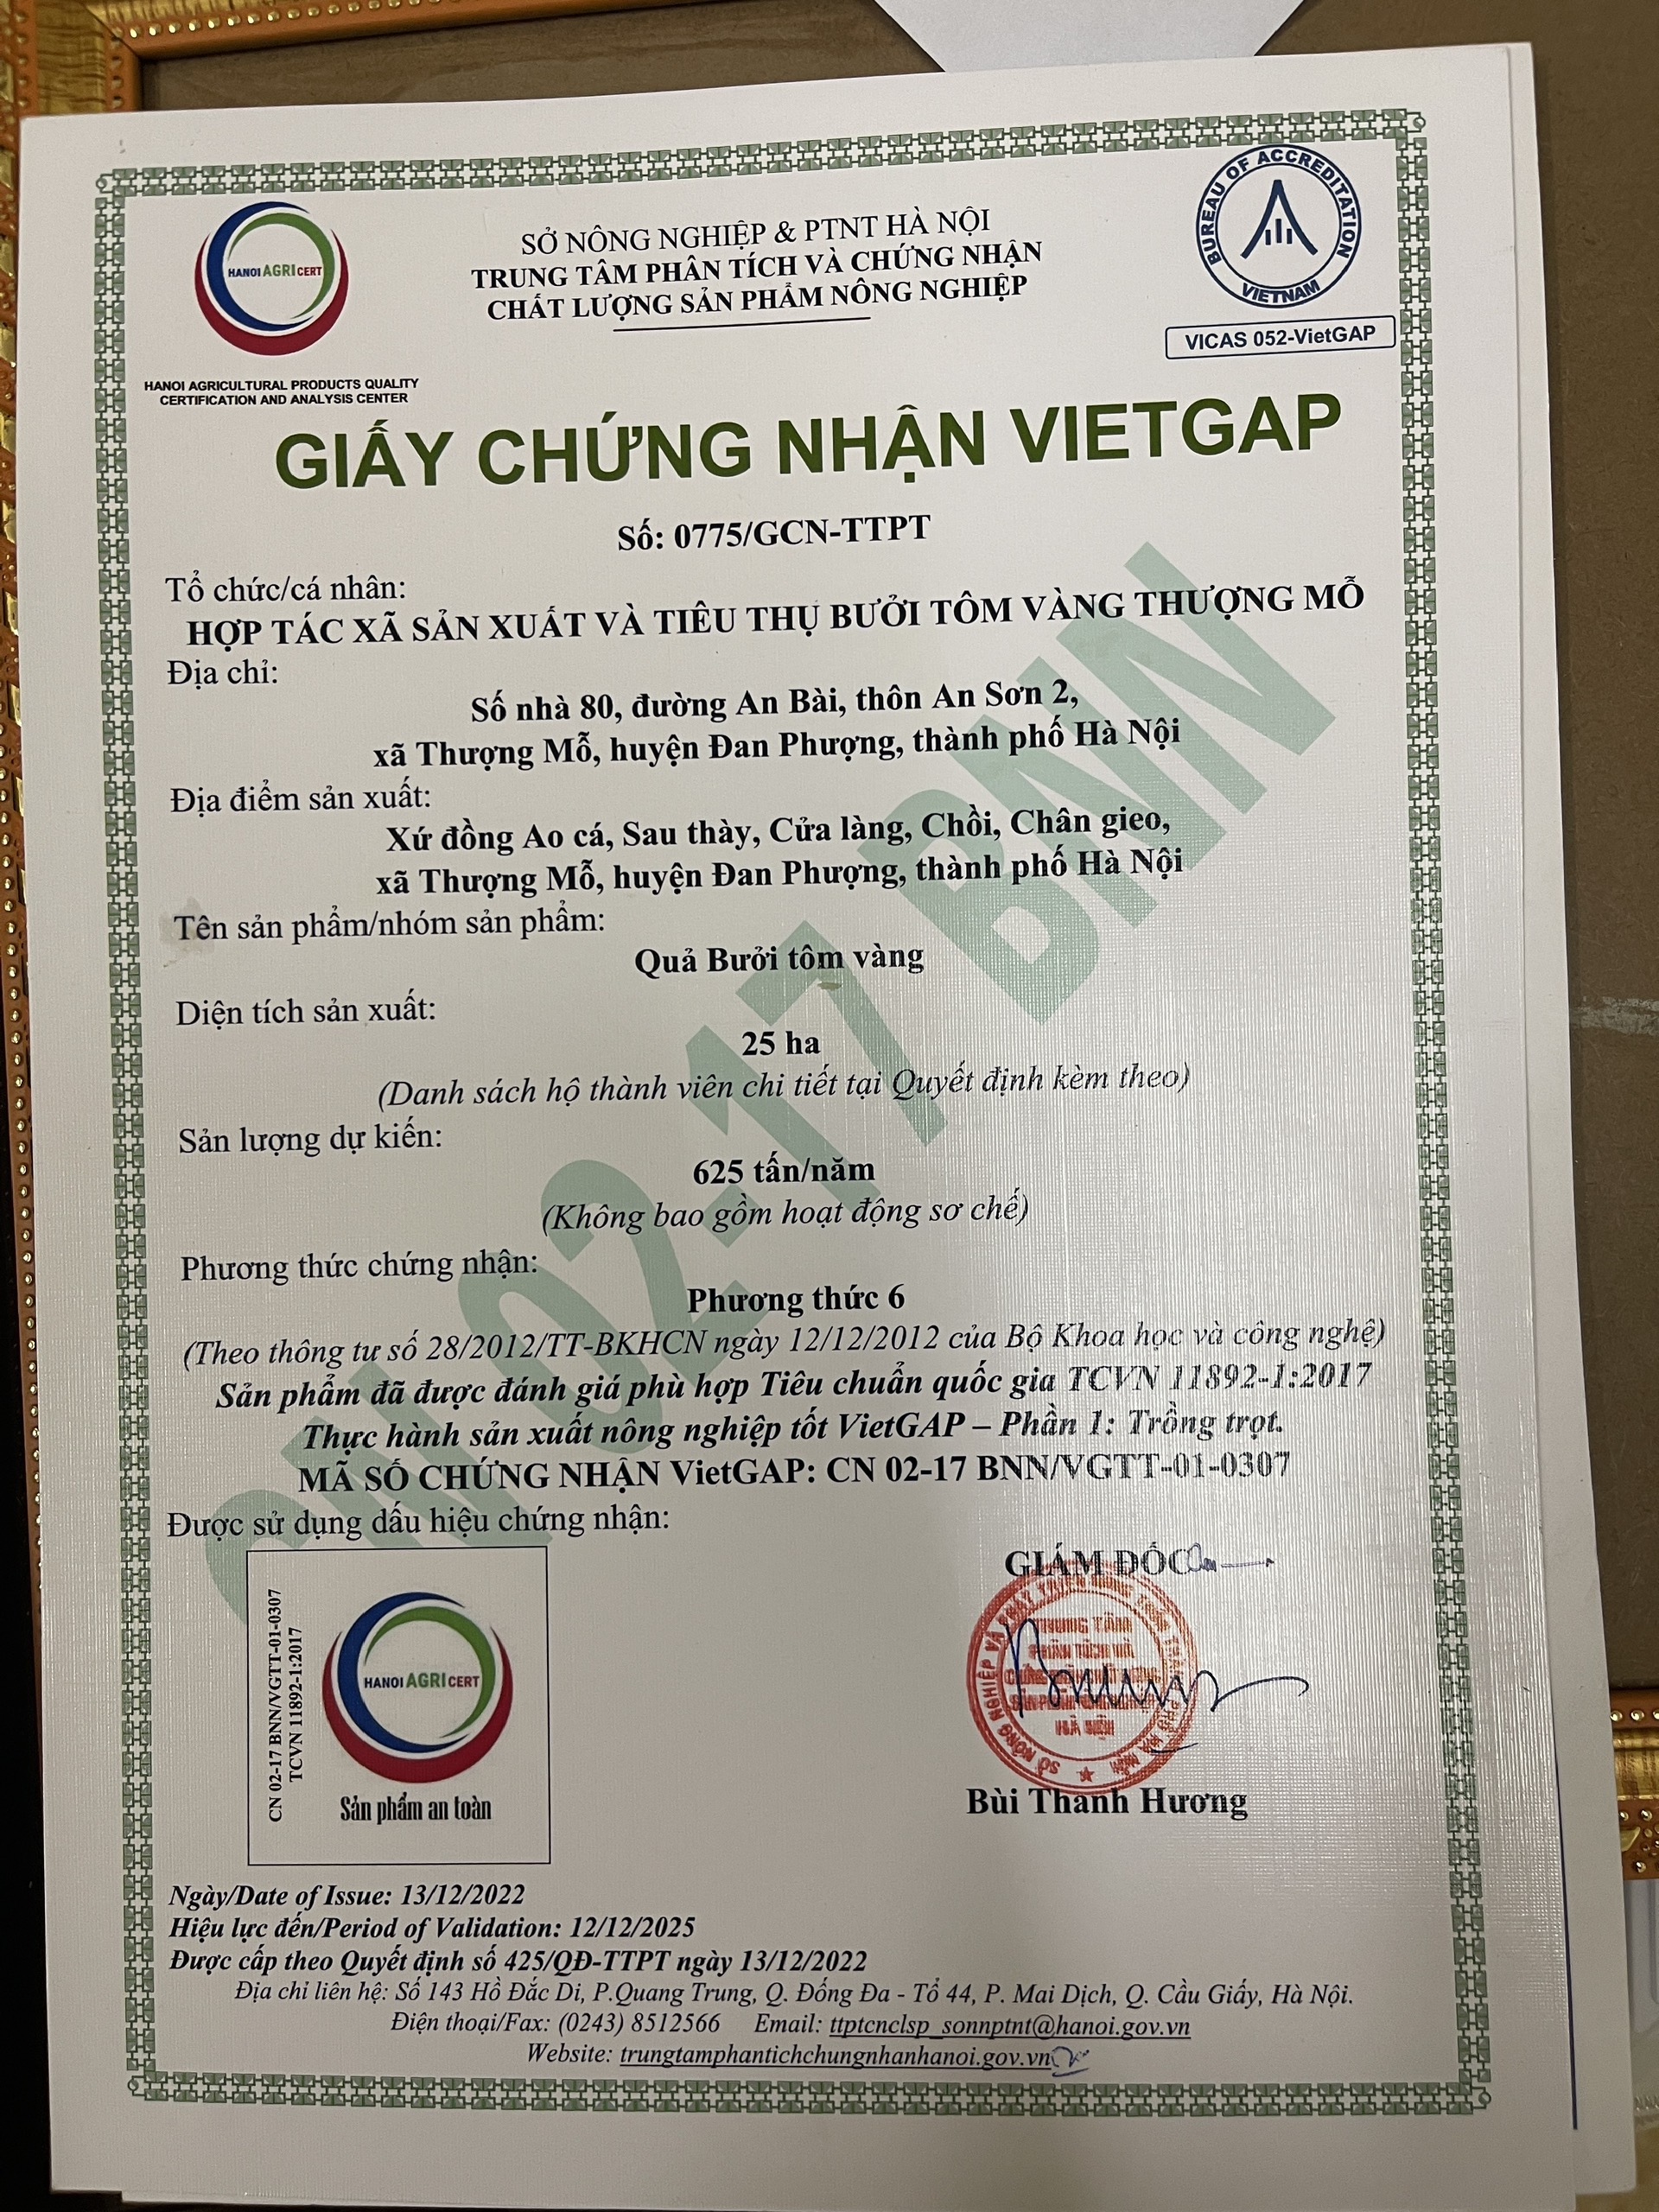 HANOI AGRI CERT
HANOI AGRICULTURAL PRODUCTS QUALITY
CERTIFICATION AND ANALYSIS CENTER
SỞ NÔNG NGHIỆP & PTNT HÀ NỘI
TRUNG TÂM PHÂN TÍCH VÀ CHỨNG NHẬN
CHẤT LƯỢNG SẢN PHẨM NÔNG NGHIỆP
BUREAU OF ACCREDITATION
VIETNAM
VICAS 052-VietGAP
GIẤY CHỨNG NHẬN VIETGAP
Số: 0775/GCN-TTPT
Tổ chức/cá nhân:
HỢP TÁC XÃ SẢN XUẤT VÀ TIÊU THỤ BƯỞI TÔM VÀNG THƯỢNG MỖ
Địa chỉ:
Số nhà 80, đường An Bài, thôn An Sơn 2,
xã Thượng Mỗ, huyện Đan Phượng, thành phố Hà Nội
Địa điểm sản xuất:
Xứ đồng Ao cá, Sau thày, Cửa làng, Chồi, Chân gieo,
xã Thượng Mỗ, huyện Đan Phượng, thành phố Hà Nội
Tên sản phẩm/nhóm sản phẩm:
Quả Bưởi tôm vàng
Diện tích sản xuất:
25 ha
(Danh sách hộ thành viên chi tiết tại Quyết định kèm theo)
Sản lượng dự kiến:
625 tấn/năm
(Không bao gồm hoạt động sơ chế)
Phương thức chứng nhận:
Phương thức 6
(Theo thông tư số 28/2012/TT-BKHCN ngày 12/12/2012 của Bộ Khoa học và công nghệ)
Sản phẩm đã được đánh giá phù hợp Tiêu chuẩn quốc gia TCVN 11892-1:2017
Thực hành sản xuất nông nghiệp tốt VietGAP – Phần 1: Trồng trọt.
MÃ SỐ CHỨNG NHẬN VietGAP: CN 02-17 BNN/VGTT-01-0307
CN 02-17 BNN
Được sử dụng dấu hiệu chứng nhận:
CN 02-17 BNN/VGTT-01-0307
TCVN 11892-1:2017
HANOI AGRI CERT
Sản phẩm an toàn
GIÁM ĐỐC
TRUNG TÂM
PHÂN TÍCH VÀ
HÀ NỘI
Bùi Thanh Hương
Ngày/Date of Issue: 13/12/2022
Hiệu lực đến/Period of Validation: 12/12/2025
Được cấp theo Quyết định số 425/QĐ-TTPT ngày 13/12/2022
Địa chỉ liên hệ: Số 143 Hồ Đắc Di, P.Quang Trung, Q. Đống Đa - Tổ 44, P. Mai Dịch, Q. Cầu Giấy, Hà Nội.
Điện thoại/Fax: (0243) 8512566 Email: ttptcnclsp_sonnptnt@hanoi.gov.vn
Website: trungtamphantichchungnhanhanoi.gov.vn